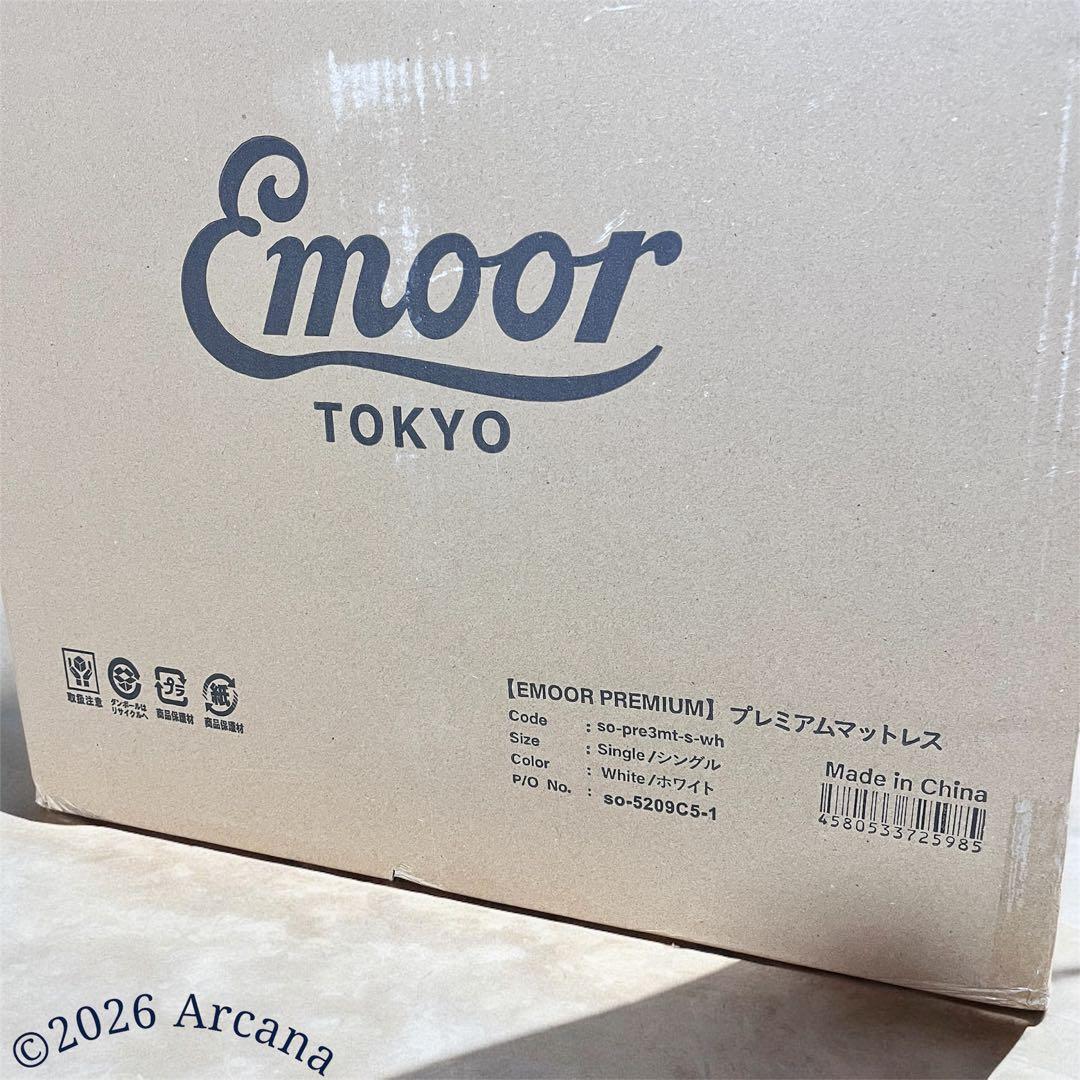 Emoor
TOKYO
取扱注意
ダンボールは
リサイクルへ
プラ
商品保護材
紙
商品保護材
【EMOOR PREMIUM】プレミアムマットレス
Code : so-pre3mt-s-wh
Size : Single/シングル
Color : White/ホワイト
P/O No. : so-5209C5-1
Made in China
4580533725985
©2026 Arcana